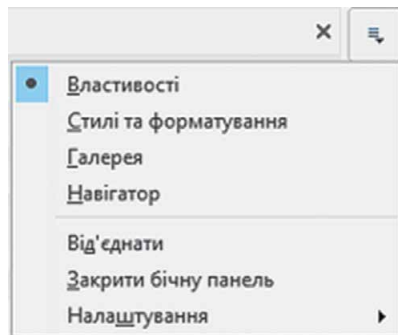 Властивості
Стилі та форматування
Галерея
Навігатор
Від'єднати
Закрити бічну панель
Налаштування